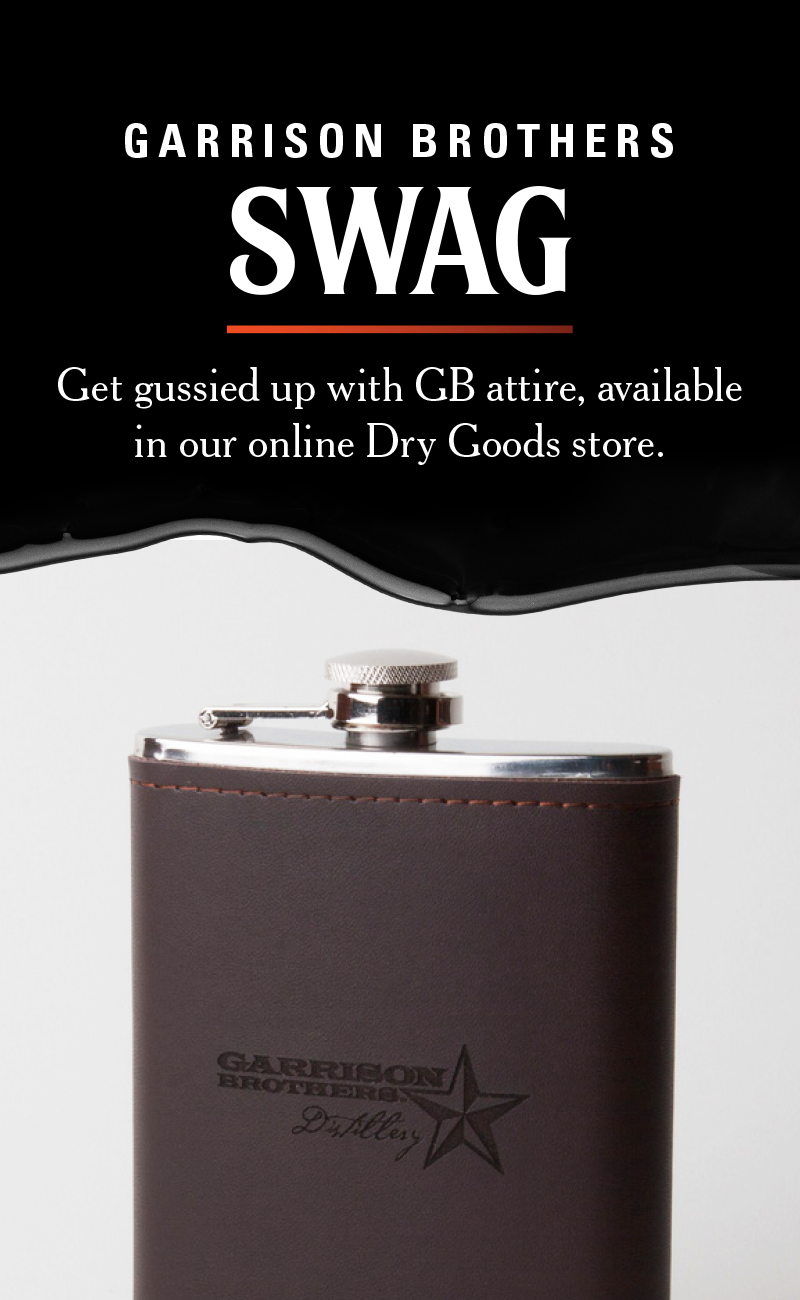 GARRISON BROTHERS
SWAG
Get gussied up with GB attire, available
in our online Dry Goods store.
GARRISON
BROTHERS
Distillery